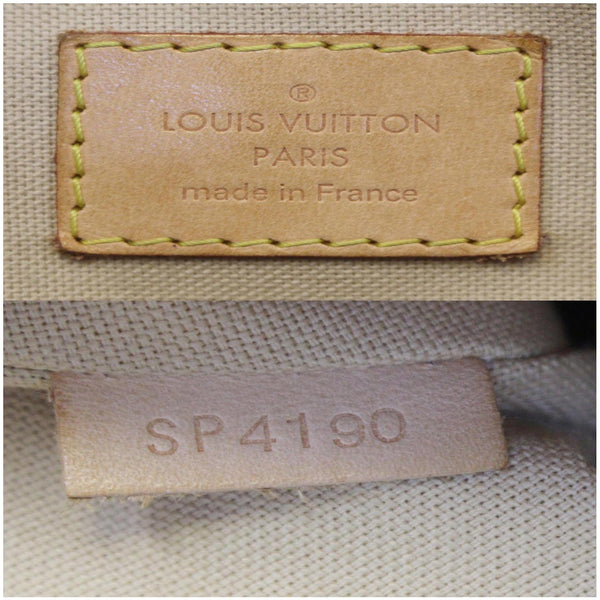 ®
LOUIS VUITTON
PARIS
made in France
SP4190